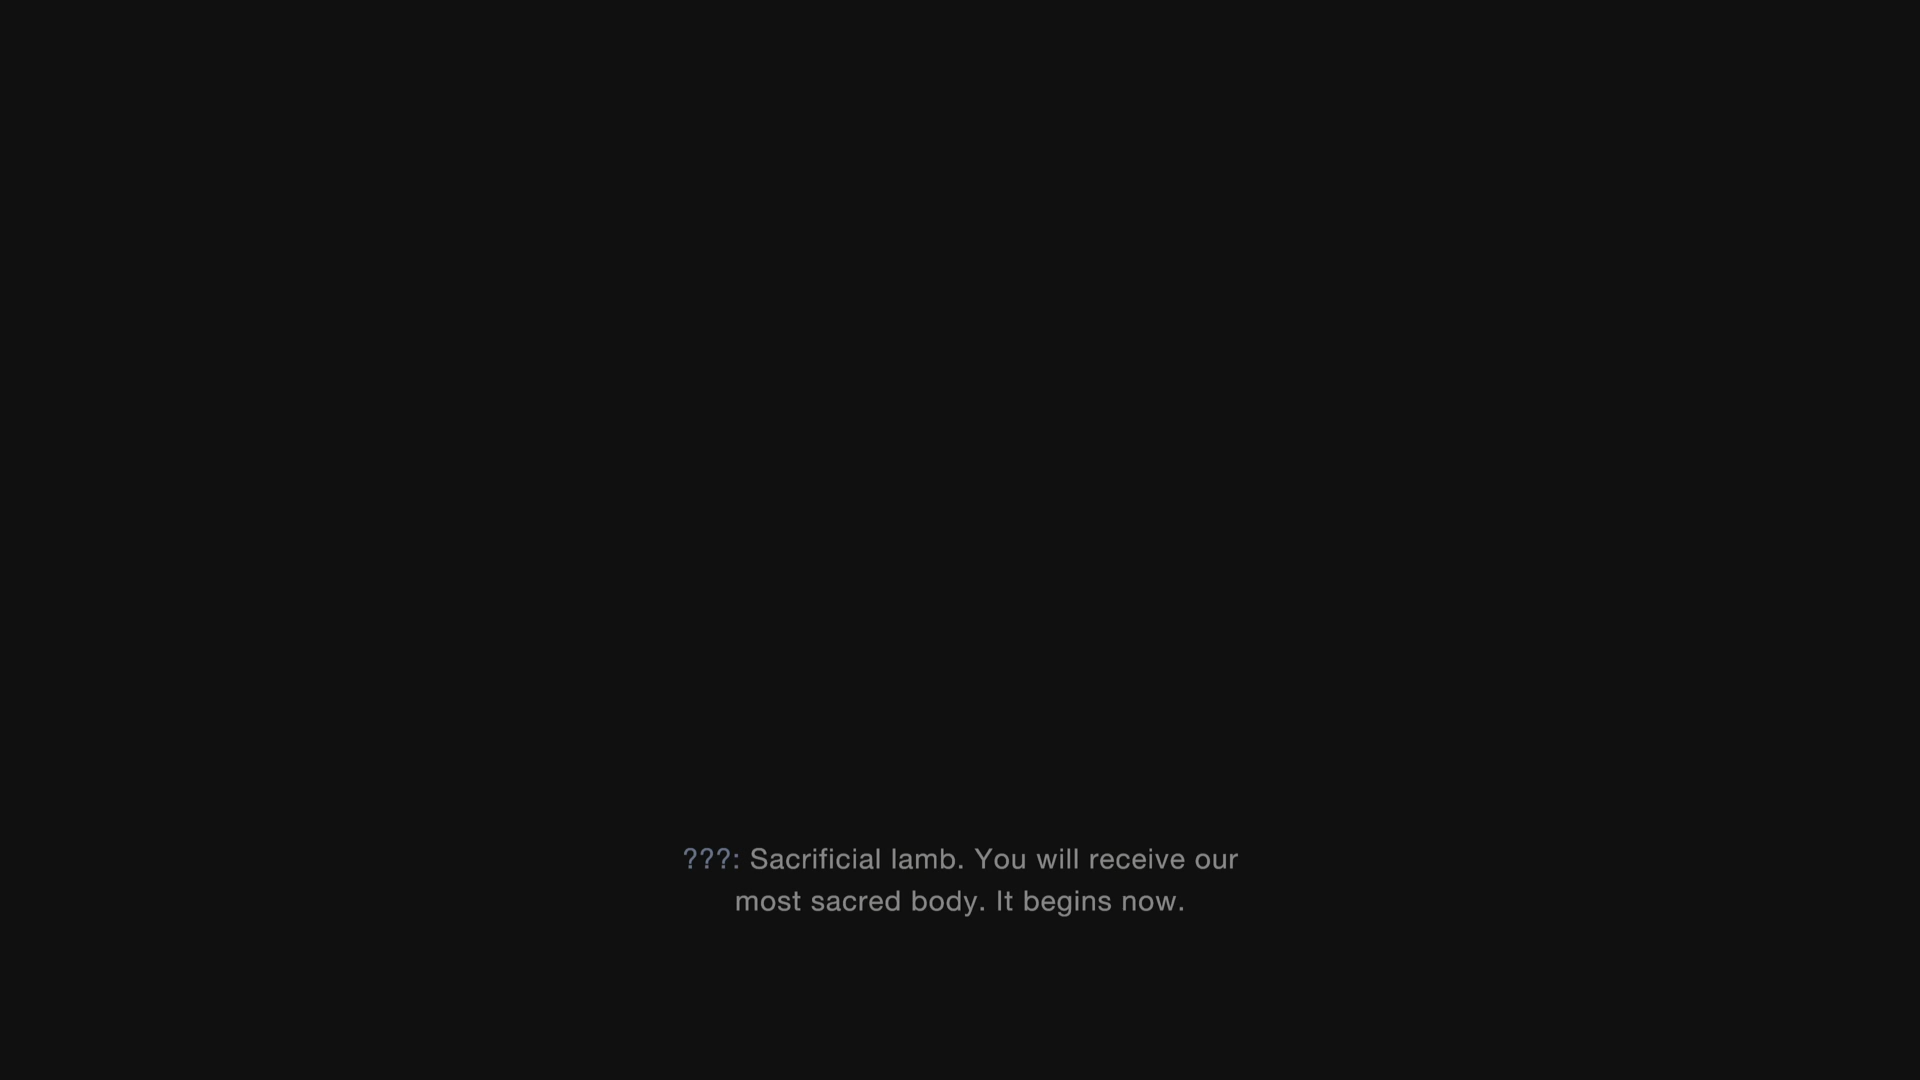 ???: Sacrificial lamb. You will receive our
most sacred body. It begins now.